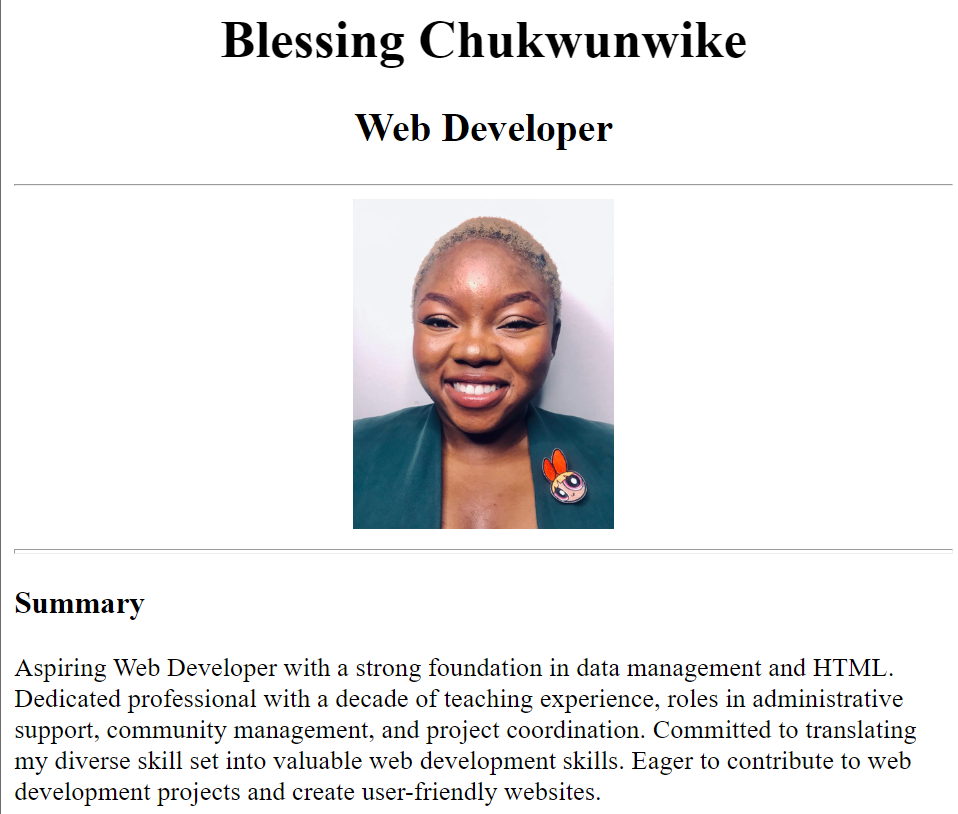 Blessing Chukwunwike
Web Developer
Summary
Aspiring Web Developer with a strong foundation in data management and HTML.
Dedicated professional with a decade of teaching experience, roles in administrative
support, community management, and project coordination. Committed to translating
my diverse skill set into valuable web development skills. Eager to contribute to web
development projects and create user-friendly websites.